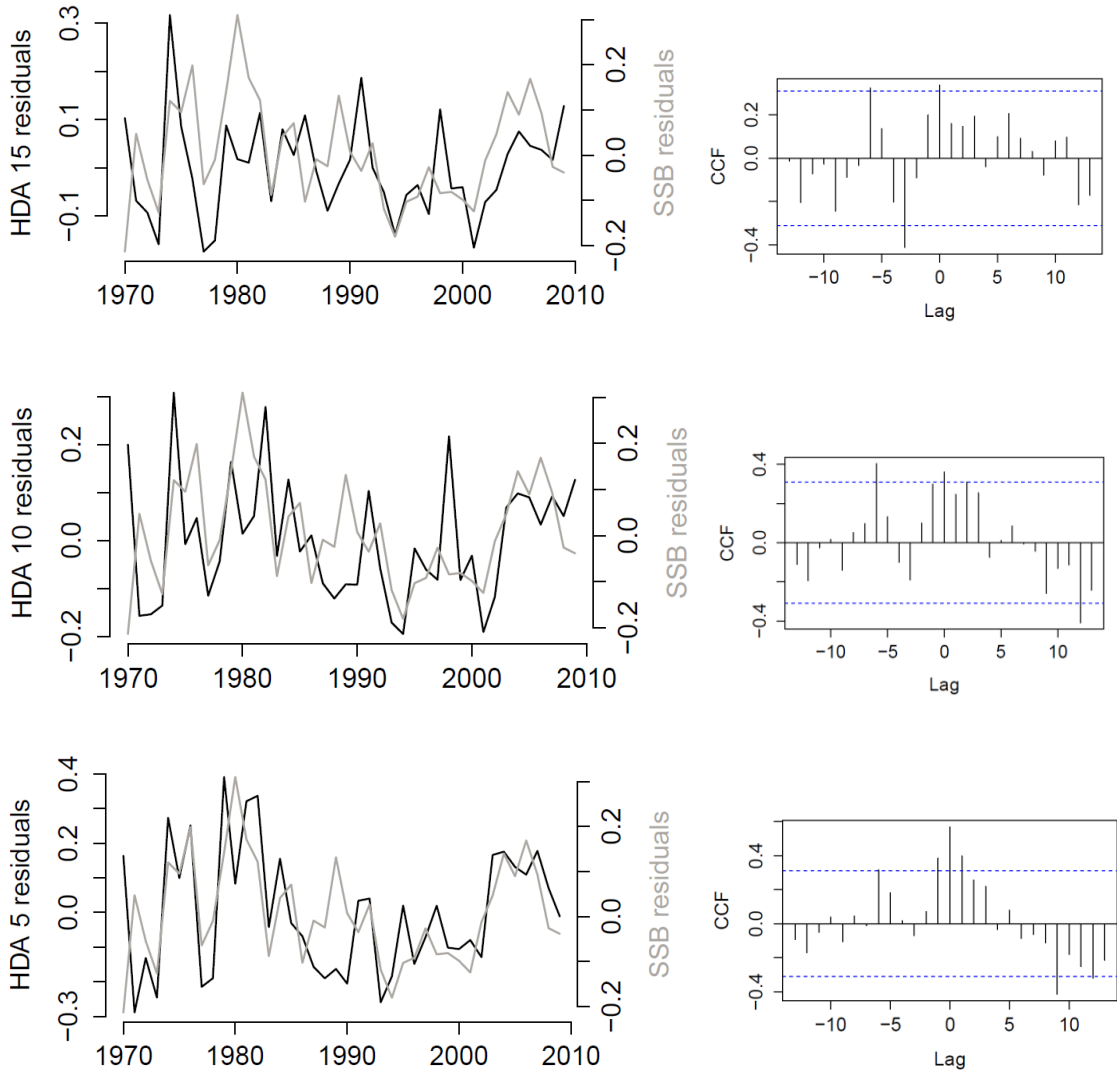 HDA 15 residuals
0.3
0.1
−0.1
1970 1980 1990 2000 2010
0.2
0.0
−0.2
SSB residuals
CCF
0.2
0.0
−0.4
−10 −5 0 5 10
Lag
HDA 10 residuals
0.2
0.0
−0.2
1970 1980 1990 2000 2010
0.2
0.0
−0.2
SSB residuals
CCF
0.4
0.0
−0.4
−10 −5 0 5 10
Lag
HDA 5 residuals
0.4
0.2
0.0
−0.3
1970 1980 1990 2000 2010
0.2
0.0
−0.2
SSB residuals
CCF
0.4
0.0
−0.4
−10 −5 0 5 10
Lag